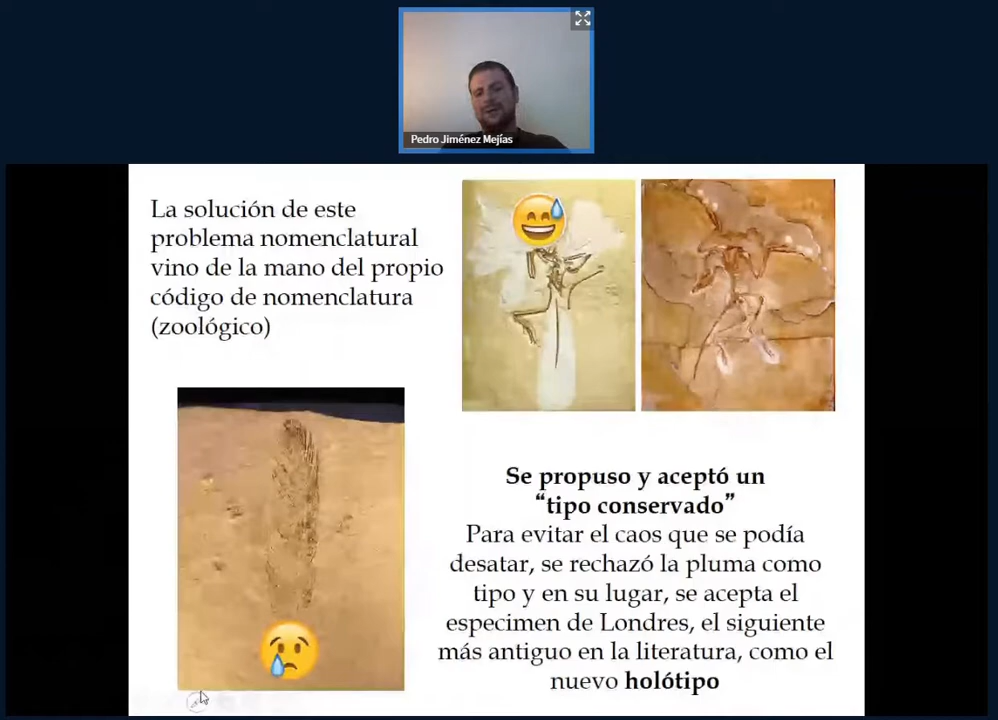 Pedro Jiménez Mejías
La solución de este
problema nomenclatural
vino de la mano del propio
código de nomenclatura
(zoológico)
Se propuso y aceptó un
“tipo conservado”
Para evitar el caos que se podía
desatar, se rechazó la pluma como
tipo y en su lugar, se acepta el
especimen de Londres, el siguiente
más antiguo en la literatura, como el
nuevo holótipo